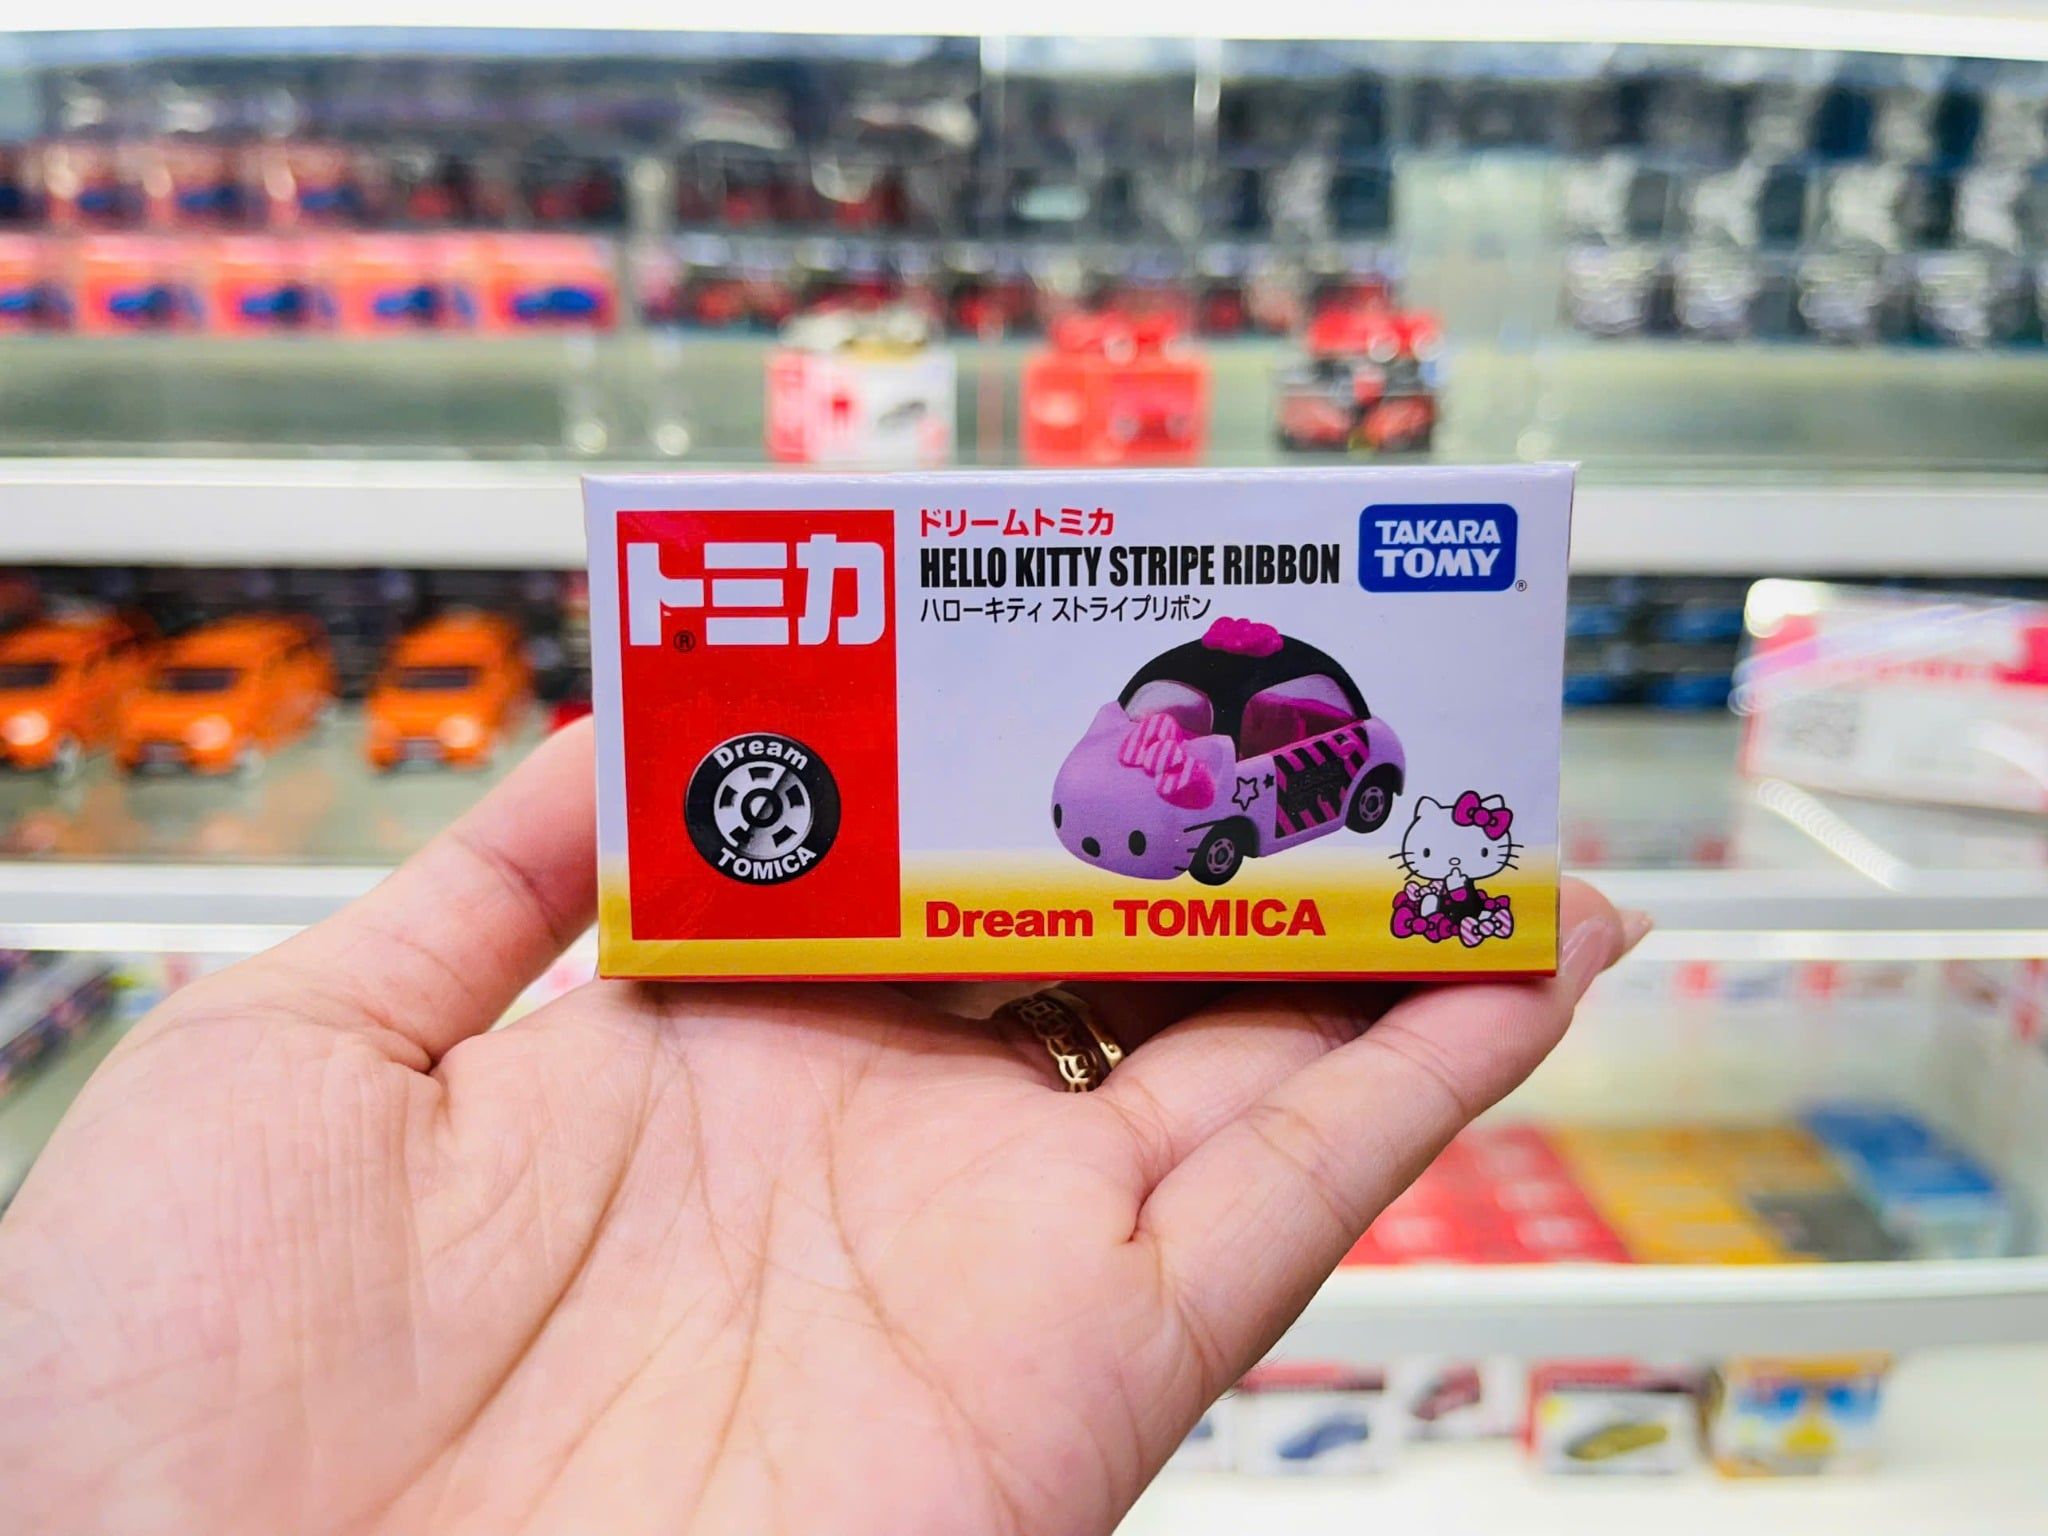 トミカ®
Dream
TOMICA
ドリームトミカ
HELLO KITTY STRIPE RIBBON
ハローキティ ストライプリボン
TAKARA
TOMY®
Dream TOMICA